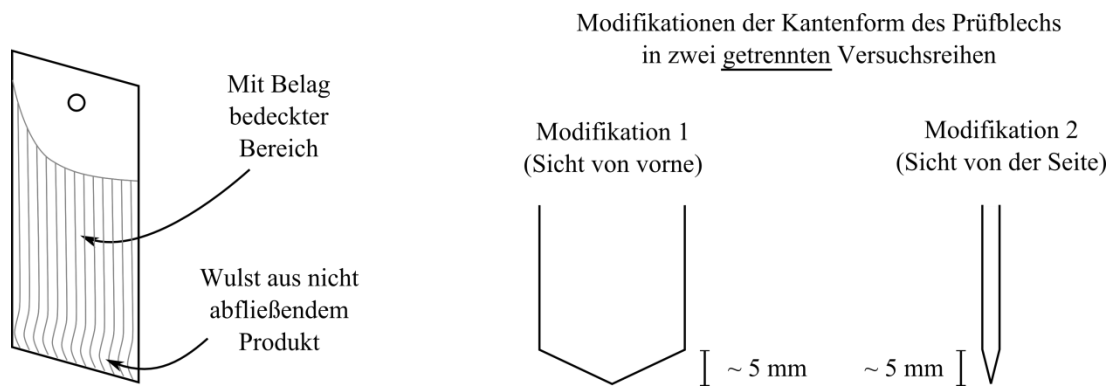 Modifikationen der Kantenform des Prüfblechs
in zwei getrennten Versuchsreihen
Mit Belag
bedeckter
Bereich
Wulst aus nicht
abfließendem
Produkt
Modifikation 1
(Sicht von vorne)
~ 5 mm
Modifikation 2
(Sicht von der Seite)
~ 5 mm